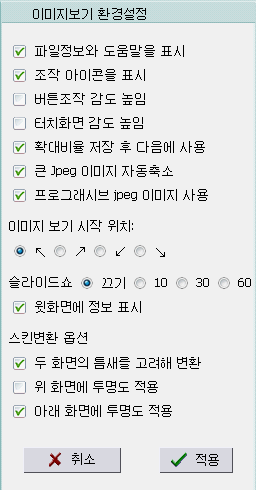 이미지보기 환경설정
파일정보와 도움말을 표시
조작 아이콘을 표시
버튼조작 감도 높임
터치화면 감도 높임
확대비율 저장 후 다음에 사용
큰 Jpeg 이미지 자동축소
프로그래시브 jpeg 이미지 사용
이미지 보기 시작 위치:
↖ ↗ ↙ ↘
슬라이드쇼 끄기 10 30 60
윗화면에 정보 표시
스킨변환 옵션
두 화면의 틈새를 고려해 변환
위 화면에 투명도 적용
아래 화면에 투명도 적용
취소 적용